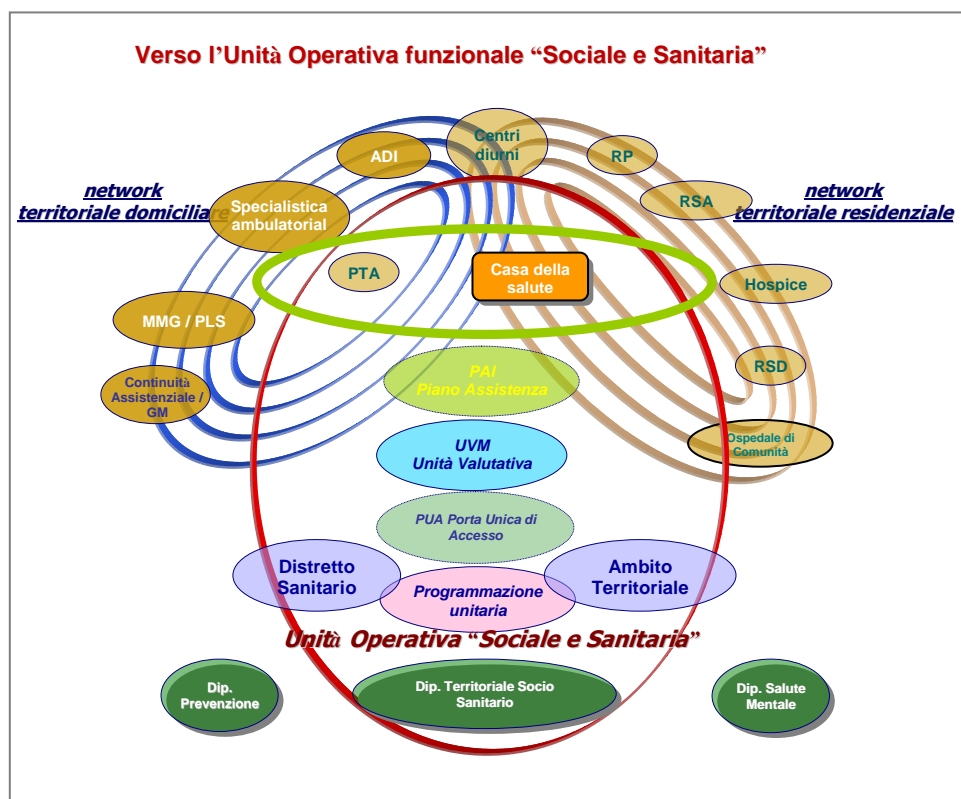 Verso l'Unità Operativa funzionale “Sociale e Sanitaria”
Centri
diurni
ADI
RP
network
territoriale domiciliare
RSA
network
territoriale residenziale
Specialistica
ambulatorial
PTA
Casa della
salute
Hospice
MMG / PLS
RSD
PAI
Piano Assistenza
Continuità
Assistenziale /
GM
Ospedale di
Comunità
UVM
Unità Valutativa
PUA Porta Unica di
Accesso
Distretto
Sanitario
Ambito
Territoriale
Programmazione
unitaria
Unità Operativa “Sociale e Sanitaria”
Dip.
Prevenzione
Dip. Territoriale Socio
Sanitario
Dip. Salute
Mentale